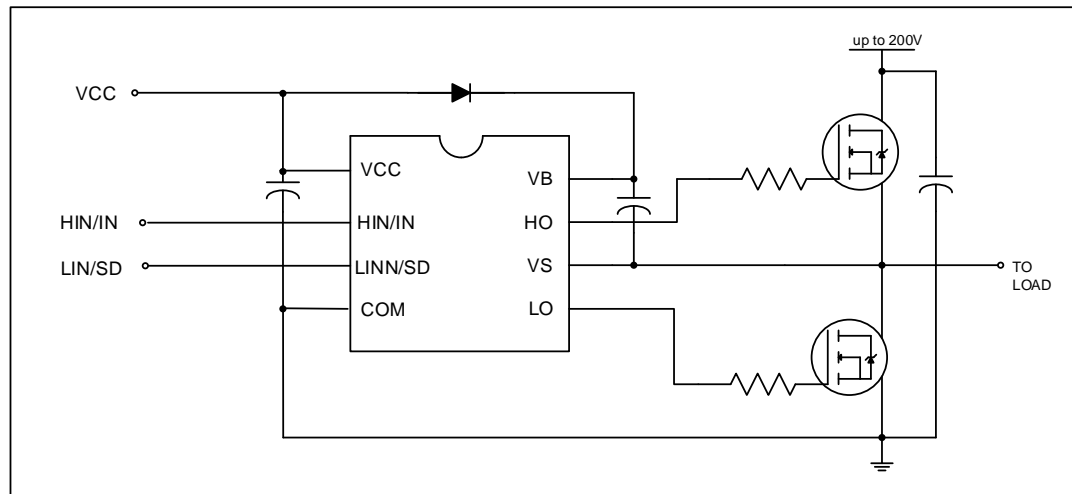 up to 200V
VCC
VCC
VB
HIN/IN
HIN/IN
HO
LIN/SD
LINN/SD
VS
TO
LOAD
COM
LO